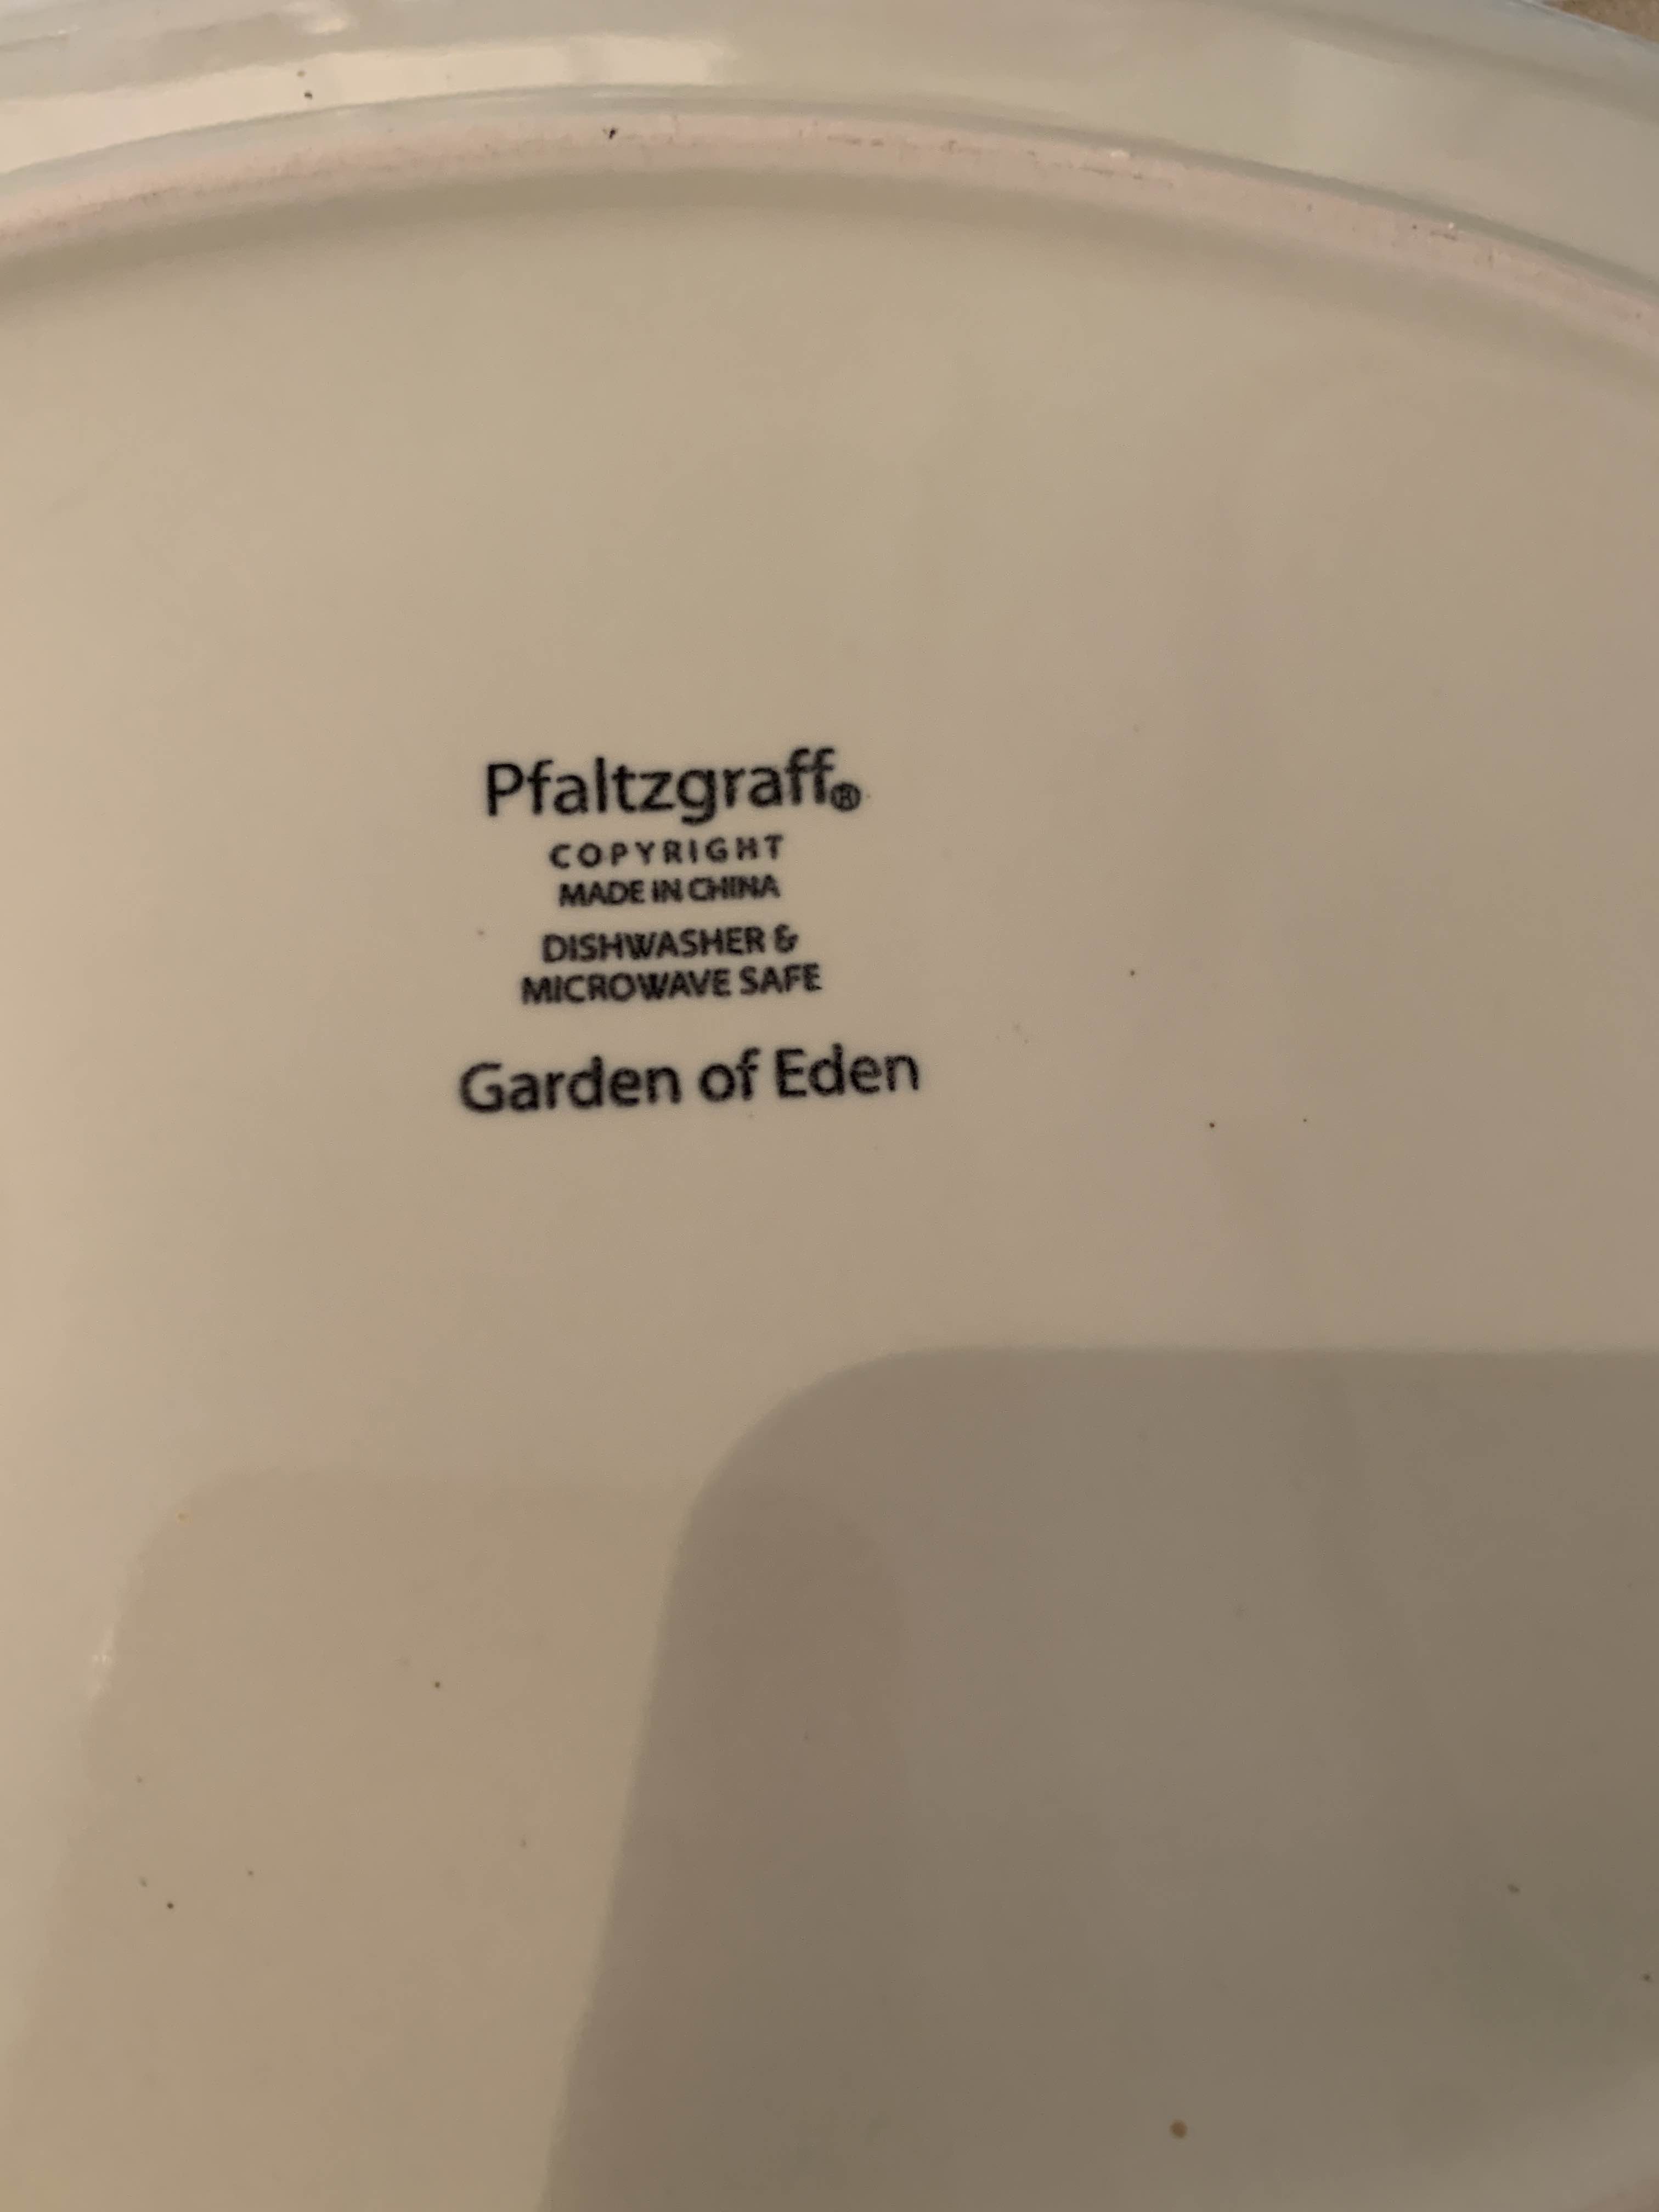 Pfaltzgraff®
COPYRIGHT
MADE IN CHINA
DISHWASHER &
MICROWAVE SAFE
Garden of Eden